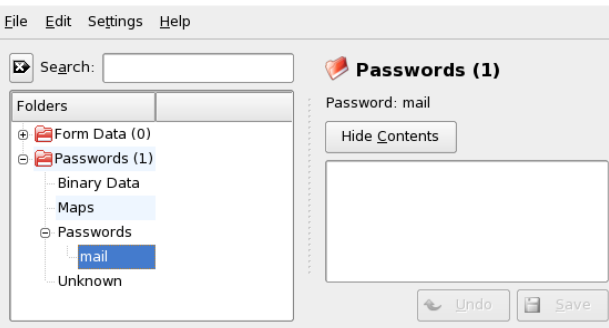 File Edit Settings Help
Search:
Folders
Form Data (0)
Passwords (1)
Binary Data
Maps
Passwords
mail
Unknown
Passwords (1)
Password: mail
Hide Contents
Undo Save